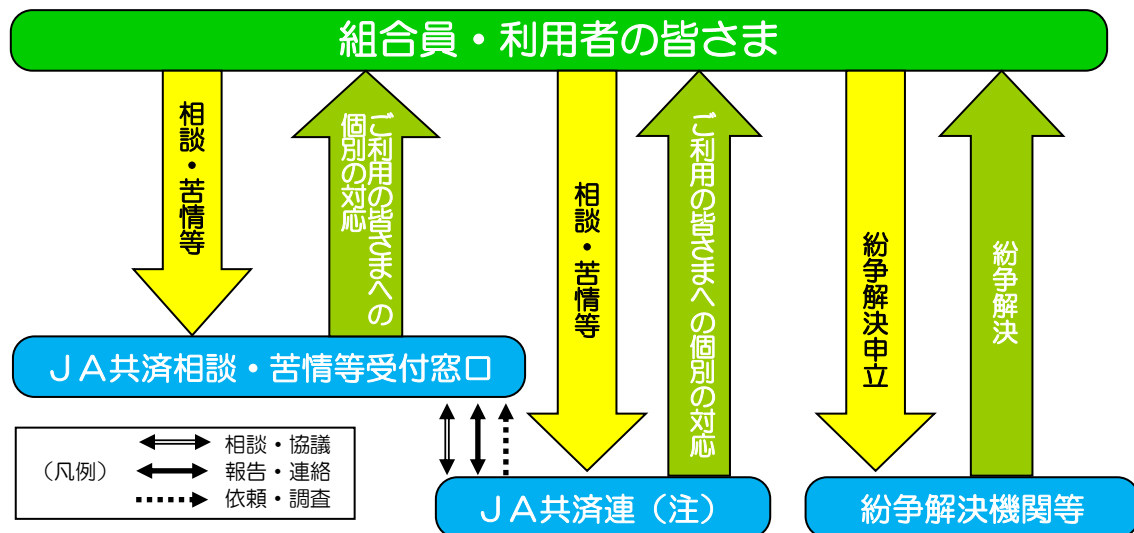 組合員・利用者の皆さま
相談・苦情等
ご利用の皆さまへの
個別の対応
相談・苦情等
ご利用の皆さまへの個別の対応
紛争解決申立
紛争解決
ＪＡ共済相談・苦情等受付窓口
（凡例）
相談・協議
報告・連絡
依頼・調査
ＪＡ共済連（注）
紛争解決機関等